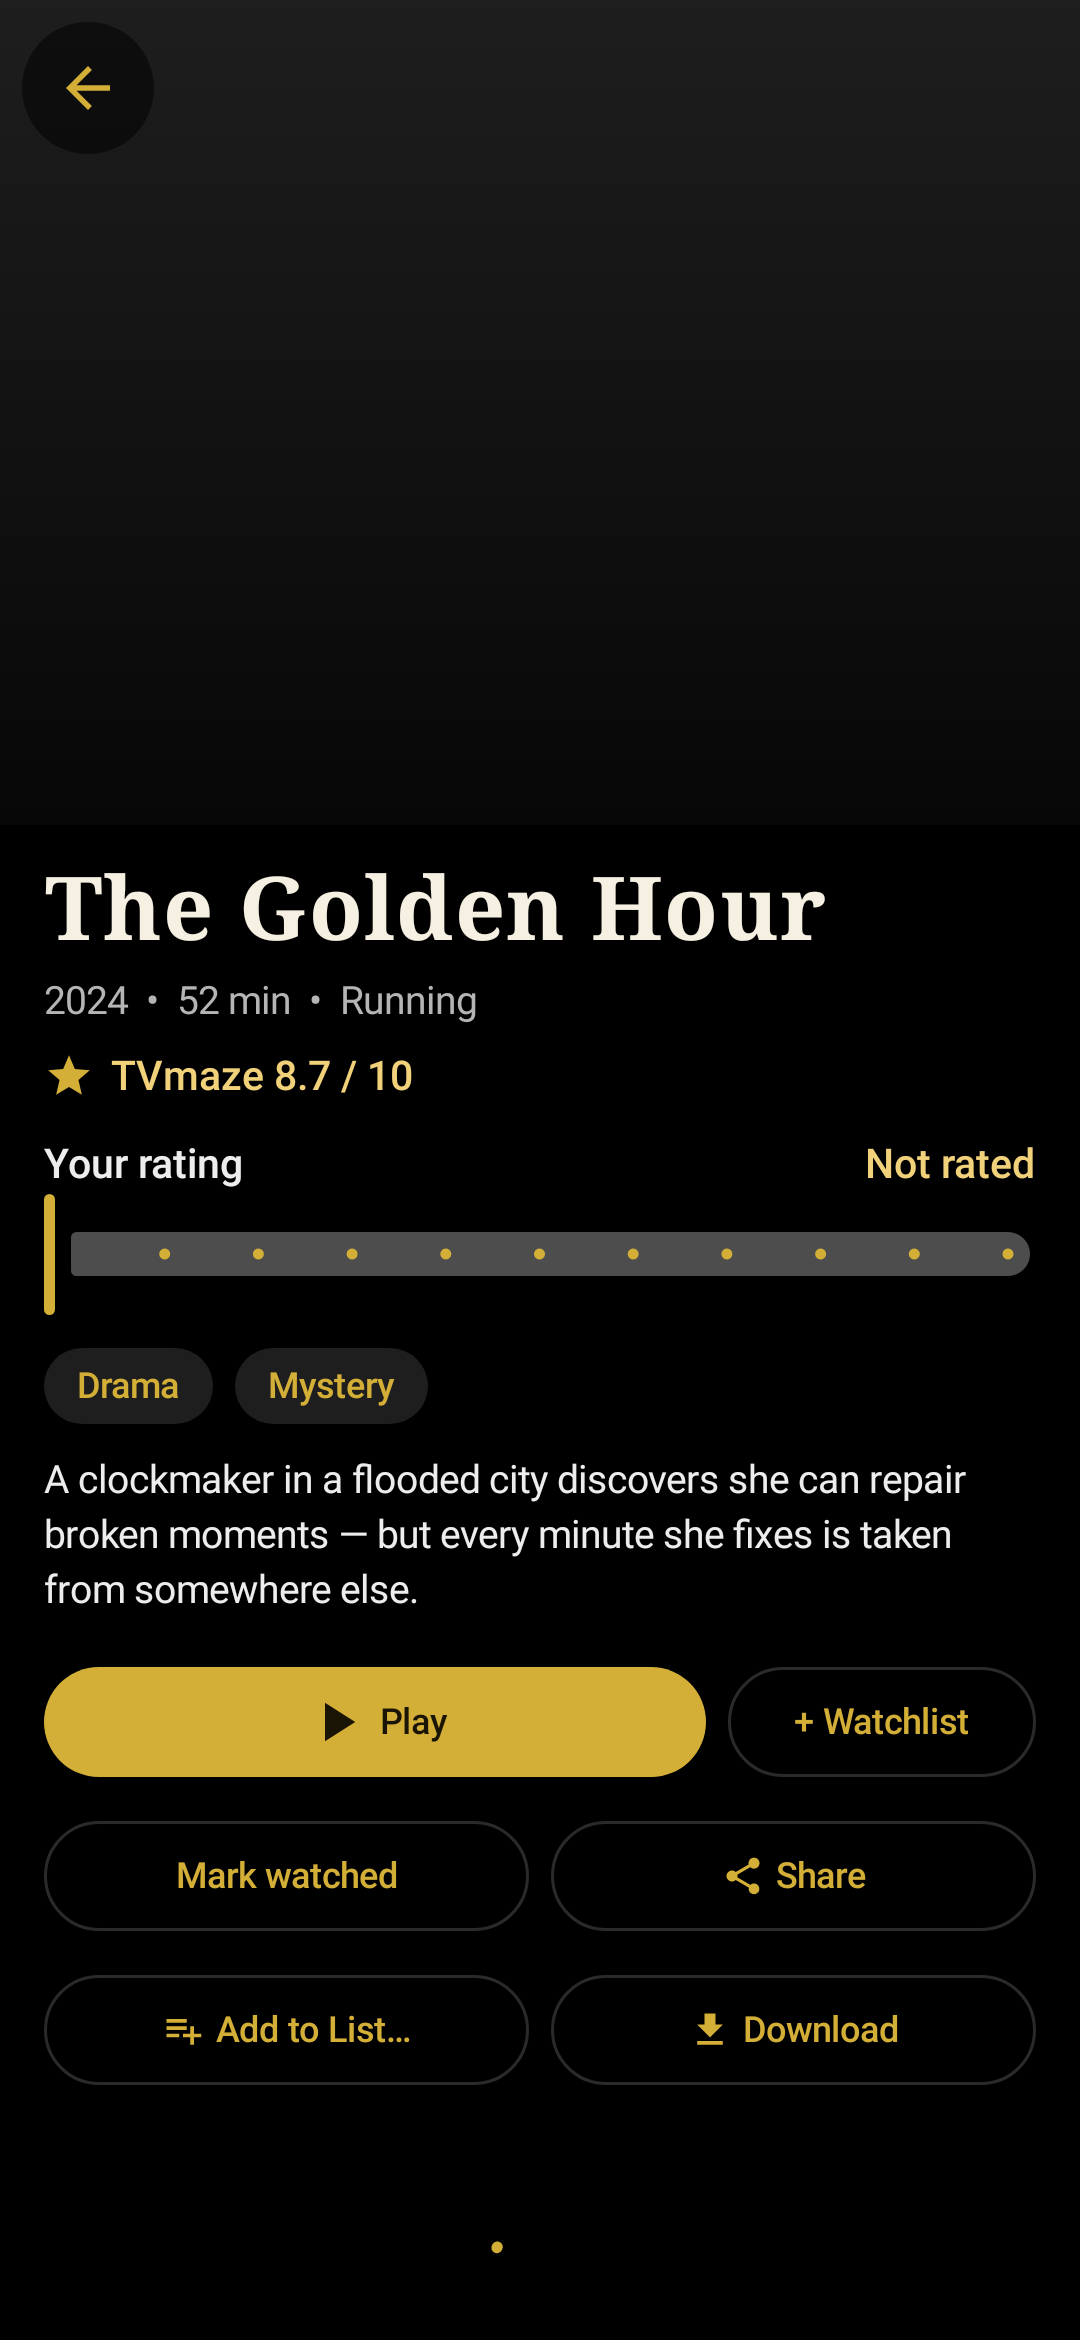 The Golden Hour
2024 • 52 min • Running
TVmaze 8.7 / 10
Your rating
Not rated
Drama
Mystery
A clockmaker in a flooded city discovers she can repair
broken moments — but every minute she fixes is taken
from somewhere else.
Play
+ Watchlist
Mark watched
Share
Add to List...
Download